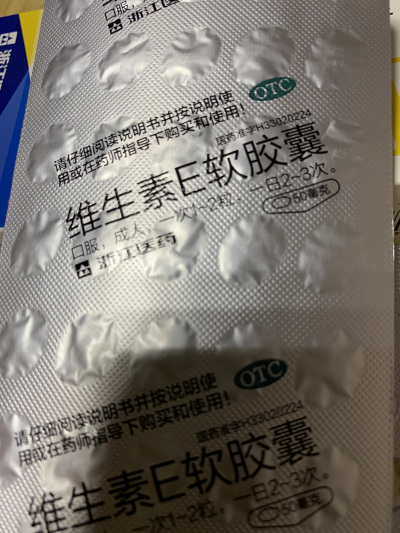 口服,
浙江医
OTC
请仔细阅读说明书并按说明使
用或在药师指导下购买和使用!
国药准字H33020224
维生素E软胶囊
50毫克
口服,成人,一次1~2粒,一日2~3次。
浙江医药
OTC
请仔细阅读说明书并按说明使
用或在药师指导下购买和使用!
国药准字H33020224
维生素E软胶囊
50毫克
一次1~2粒,一日2~3次。